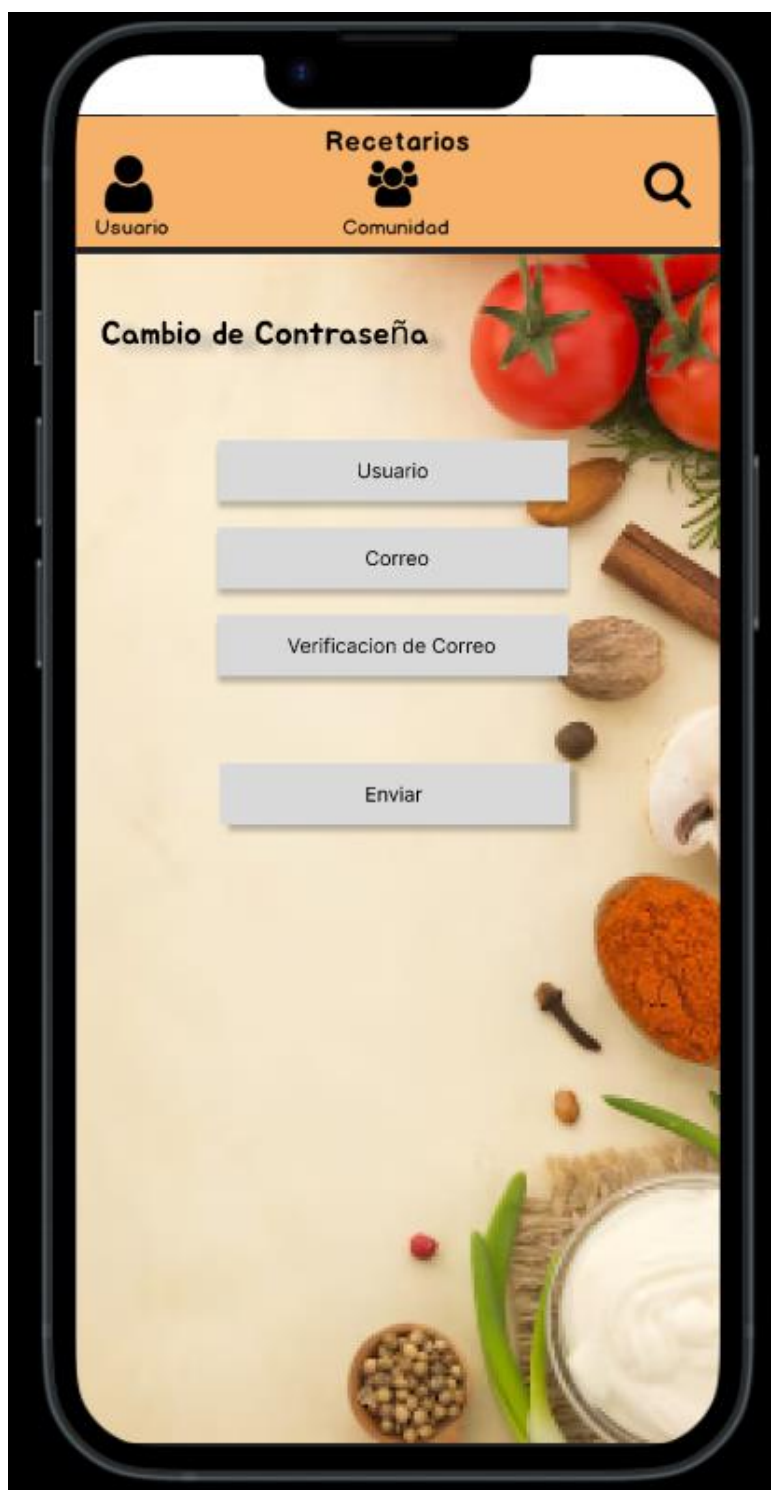 Recetarios
Usuario
Comunidad
Cambio de Contraseña
Usuario
Correo
Verificacion de Correo
Enviar